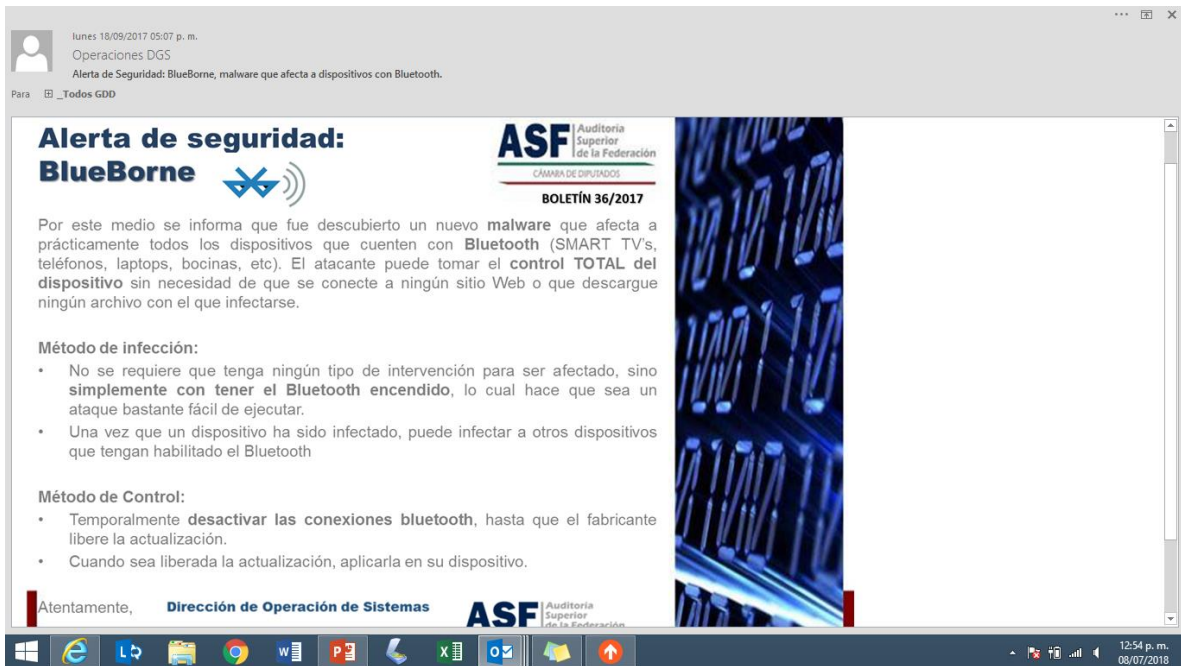 lunes 18/09/2017 05:07 p. m.
Operaciones DGS
Alerta de Seguridad: BlueBorne, malware que afecta a dispositivos con Bluetooth.
Para _Todos GDD
Alerta de seguridad:
BlueBorne
ASF Auditoría
Superior
de la Federación
CÁMARA DE DIPUTADOS
BOLETÍN 36/2017
Por este medio se informa que fue descubierto un nuevo malware que afecta a
prácticamente todos los dispositivos que cuenten con Bluetooth (SMART TV's,
teléfonos, laptops, bocinas, etc). El atacante puede tomar el control TOTAL del
dispositivo sin necesidad de que se conecte a ningún sitio Web o que descargue
ningún archivo con el que infectarse.
Método de infección:
• No se requiere que tenga ningún tipo de intervención para ser afectado, sino
simplemente con tener el Bluetooth encendido, lo cual hace que sea un
ataque bastante fácil de ejecutar.
• Una vez que un dispositivo ha sido infectado, puede infectar a otros dispositivos
que tengan habilitado el Bluetooth
Método de Control:
• Temporalmente desactivar las conexiones bluetooth, hasta que el fabricante
libere la actualización.
• Cuando sea liberada la actualización, aplicarla en su dispositivo.
Atentamente, Dirección de Operación de Sistemas
ASF Auditoría
Superior
de la Federación
12:54 p. m.
08/07/2018